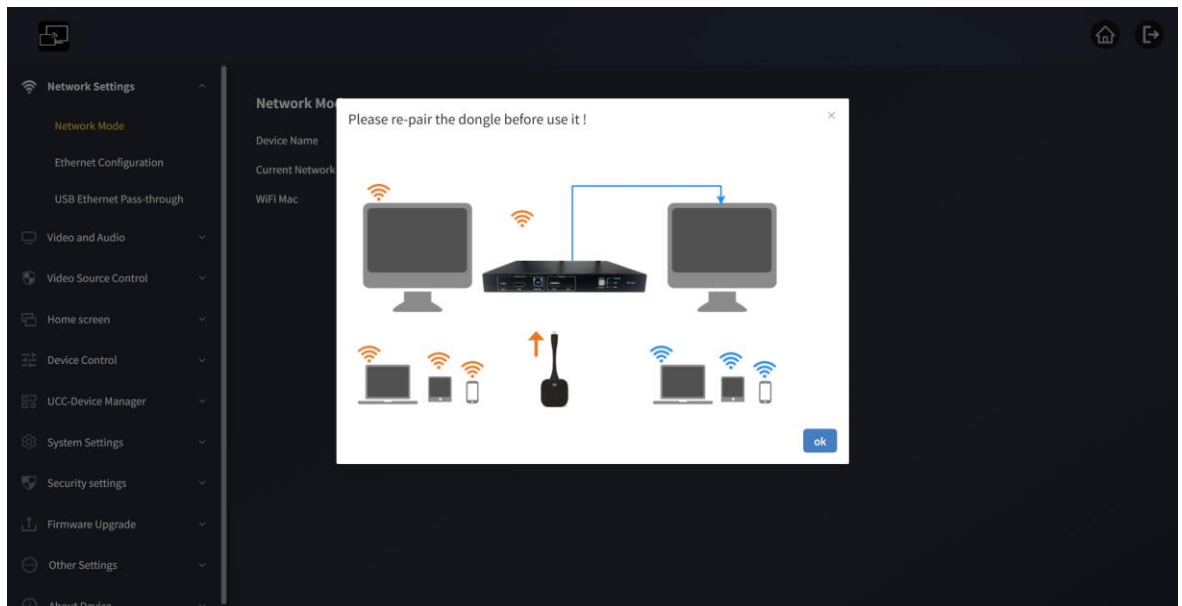 Network Settings
Network Mode
Ethernet Configuration
USB Ethernet Pass-through
Video and Audio
Video Source Control
Home screen
Device Control
UCC-Device Manager
System Settings
Security settings
Firmware Upgrade
Other Settings
About Device
Network Mo
Device Name
Current Network
WiFi Mac
Please re-pair the dongle before use it !
ok